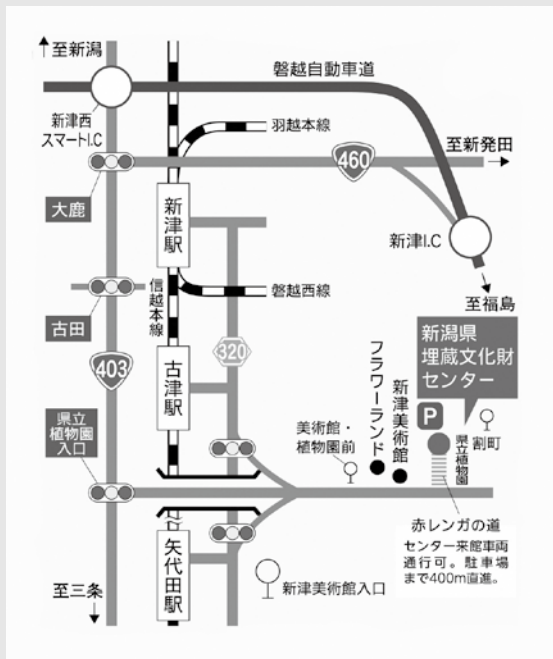 至新潟
磐越自動車道
新津西
スマートI.C
羽越本線
至新発田
460
大鹿
新津駅
新津I.C
信越本線
磐越西線
至福島
古田
403
320
古津駅
フラワーランド
新津美術館
新潟県
埋蔵文化財
センター
P
県立
植物園
入口
美術館・
植物園前
県立植物園
割町
赤レンガの道
センター来館車両
通行可。駐車場
まで400m直進。
矢代田駅
新津美術館入口
至三条